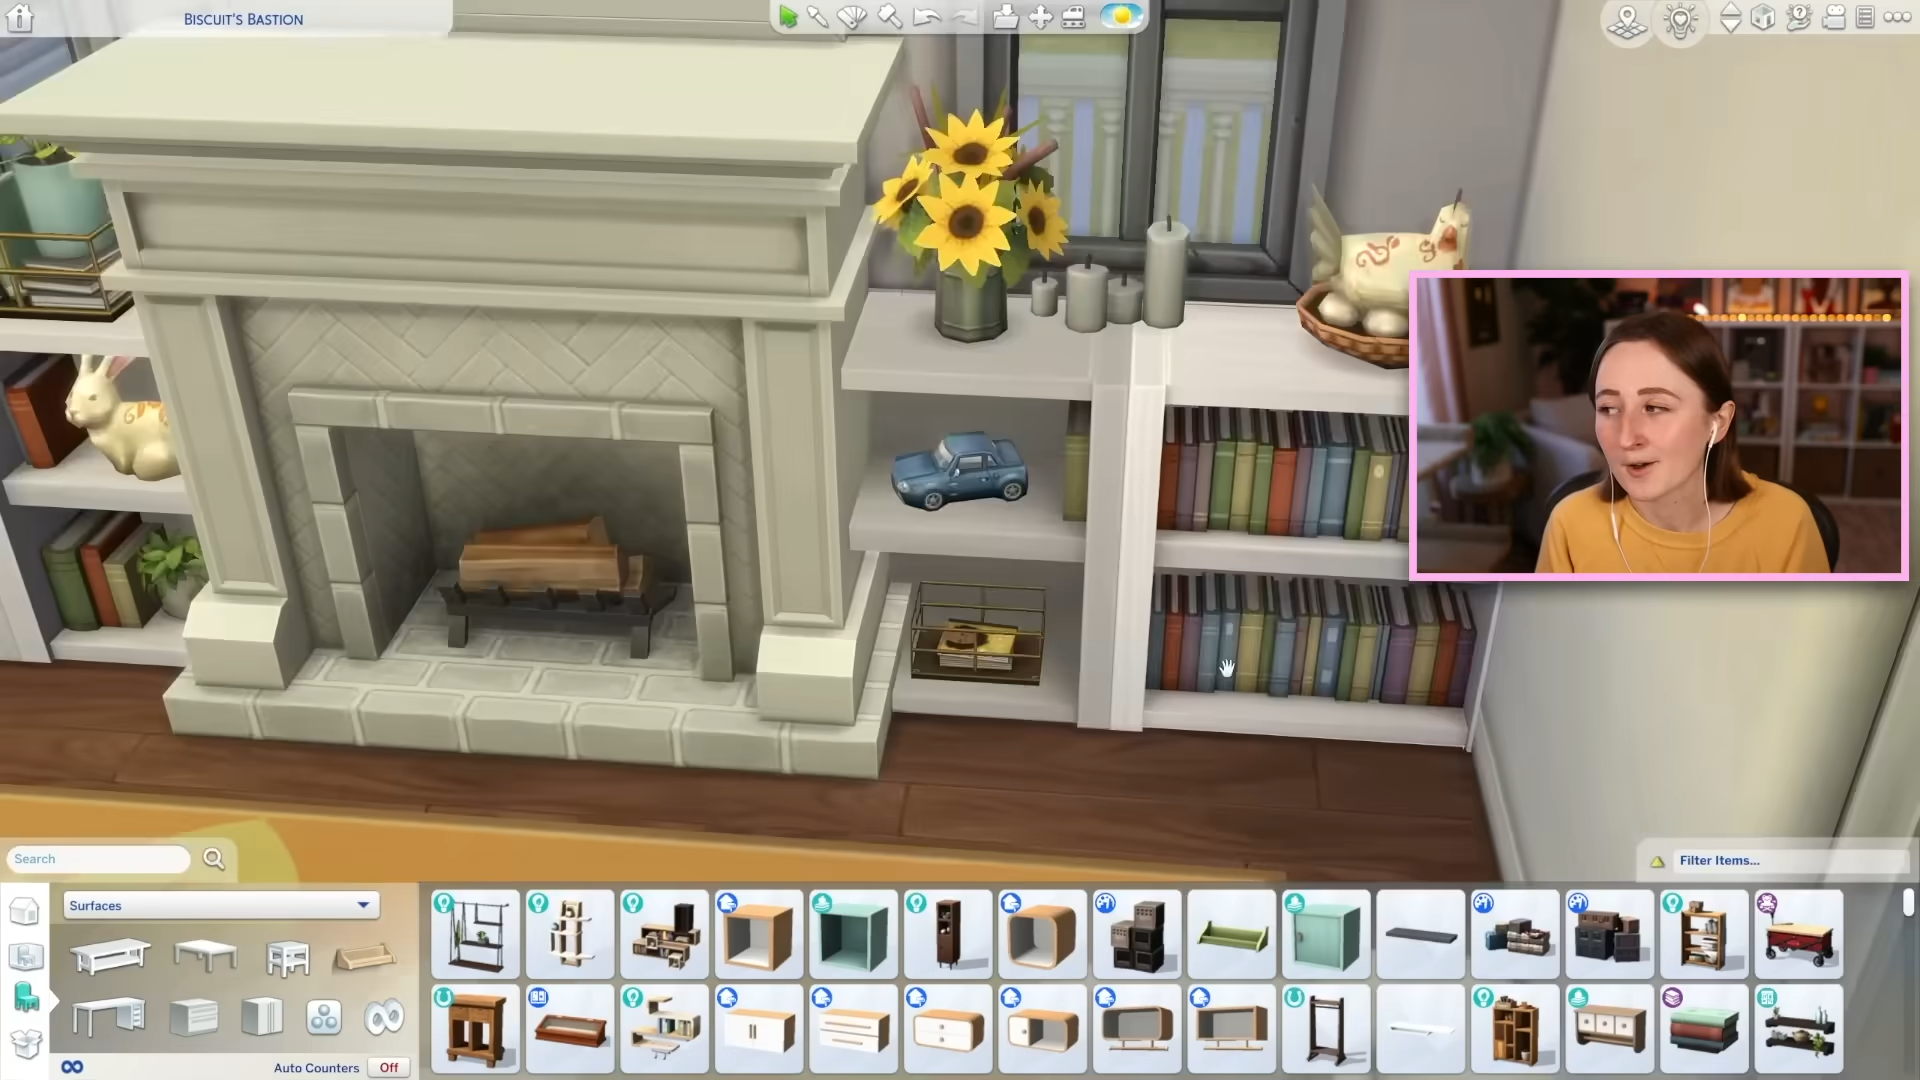 BISCUIT'S BASTION
Search
Filter Items...
Surfaces
Auto Counters
Off